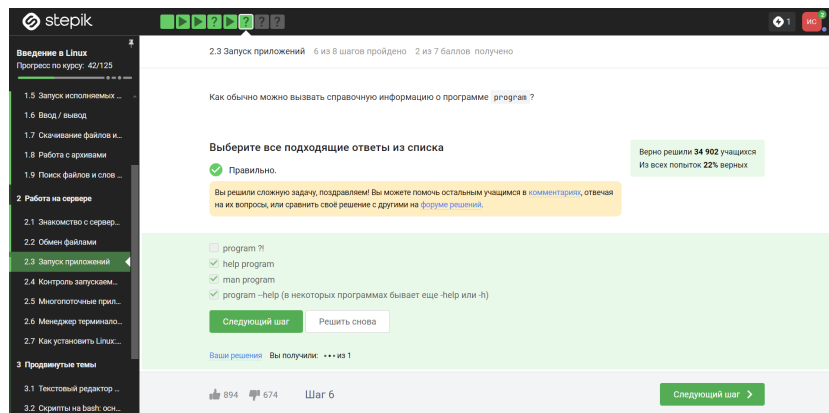 stepik
1
ИС
2
Введение в Linux
Прогресс по курсу: 42/125
2.3 Запуск приложений 6 из 8 шагов пройдено 2 из 7 баллов получено
1.5 Запуск исполняемых ...
1.6 Ввод / вывод
1.7 Скачивание файлов и...
1.8 Работа с архивами
1.9 Поиск файлов и слов ...
2 Работа на сервере
2.1 Знакомство с сервер...
2.2 Обмен файлами
2.3 Запуск приложений
2.4 Контроль запускаем...
2.5 Многопоточные прил...
2.6 Менеджер терминало...
2.7 Как установить Linux:...
3 Продвинутые темы
3.1 Текстовый редактор ...
3.2 Скрипты на bash: осн...
Как обычно можно вызвать справочную информацию о программе program ?
Выберите все подходящие ответы из списка
Верно решили 34 902 учащихся
Из всех попыток 22% верных
Правильно.
Вы решили сложную задачу, поздравляем! Вы можете помочь остальным учащимся в комментариях, отвечая
на их вопросы, или сравнить своё решение с другими на форуме решений.
program ?!
help program
man program
program --help (в некоторых программах бывает еще -help или -h)
Следующий шаг Решить снова
Ваши решения Вы получили: ••• из 1
894 674 Шаг 6
Следующий шаг